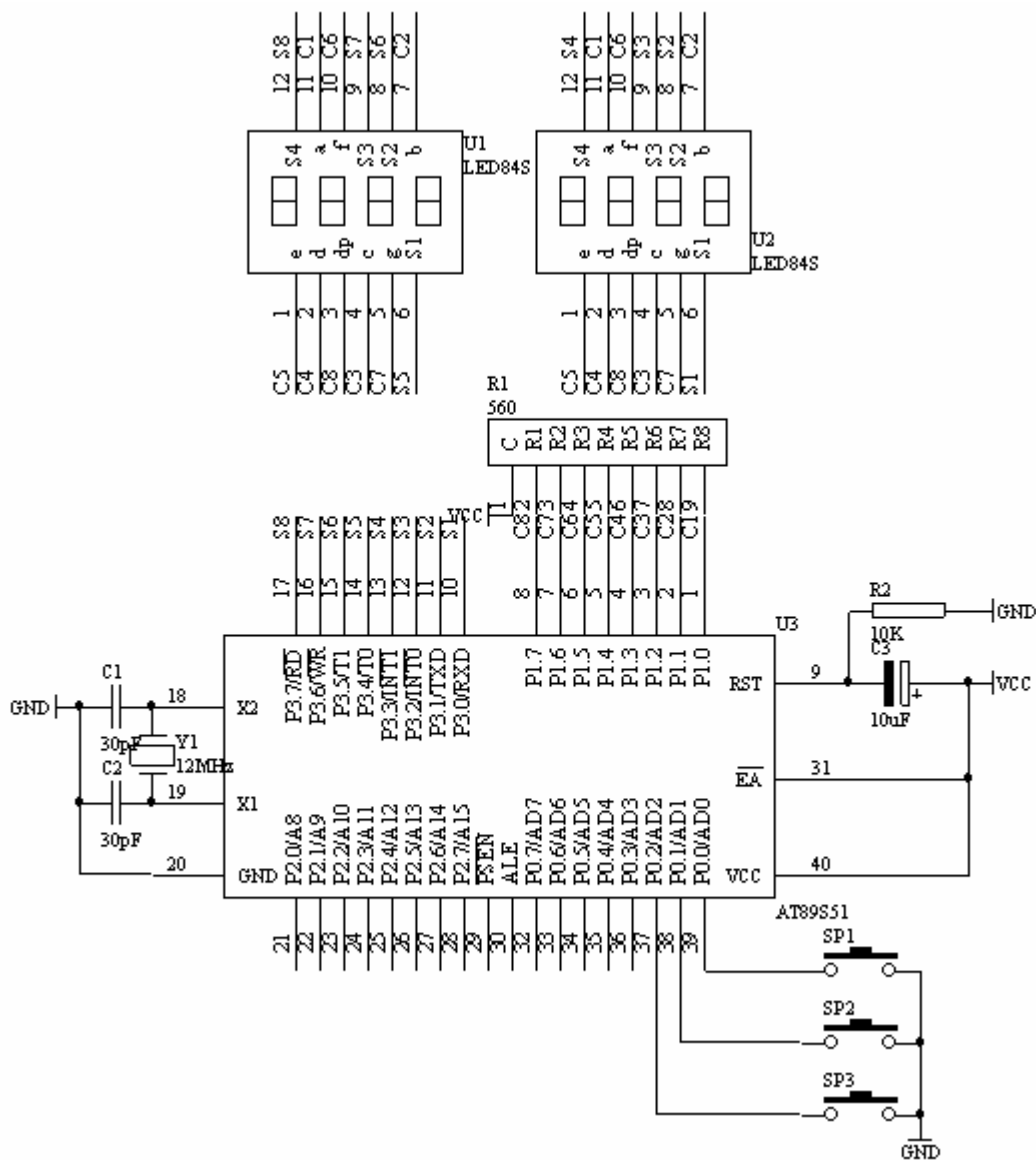 12 S8
11 C1
10 C6
9 S7
8 S6
7 C2
12 S4
11 C1
10 C6
9 S3
8 S2
7 C2
S4 a f S3 S2 b
U1
LED84S
e d dp c g S1
S4 a f S3 S2 b
U2
LED84S
e d dp c g S1
1 2 3 4 5 6
C5 C4 C8 C3 C7 S5
1 2 3 4 5 6
C5 C4 C8 C3 C7 S1
R1
560
C R1 R2 R3 R4 R5 R6 R7 R8
VCC
1
C82 C73 C64 C55 C46 C37 C28 C19
S8 S7 S6 S5 S4 S3 S2 S1
17 16 15 14 13 12 11 10
8 7 6 5 4 3 2 1
U3
P3.7/RD
P3.6/WR
P3.5/T1
P3.4/T0
P3.3/INT1
P3.2/INT0
P3.1/TXD
P3.0/RXD
P1.7
P1.6
P1.5
P1.4
P1.3
P1.2
P1.1
P1.0
R2
10K
GND
RST
9
C3
10uF
+
VCC
GND
C1
30pF
18
X2
Y1
12MHz
C2
30pF
19
X1
20
GND
EA
31
VCC
40
P2.0/A8
P2.1/A9
P2.2/A10
P2.3/A11
P2.4/A12
P2.5/A13
P2.6/A14
P2.7/A15
PSEN
ALE
P0.7/AD7
P0.6/AD6
P0.5/AD5
P0.4/AD4
P0.3/AD3
P0.2/AD2
P0.1/AD1
P0.0/AD0
AT89S51
21 22 23 24 25 26 27 28 29 30 32 33 34 35 36 37 38 39
SP1
SP2
SP3
GND